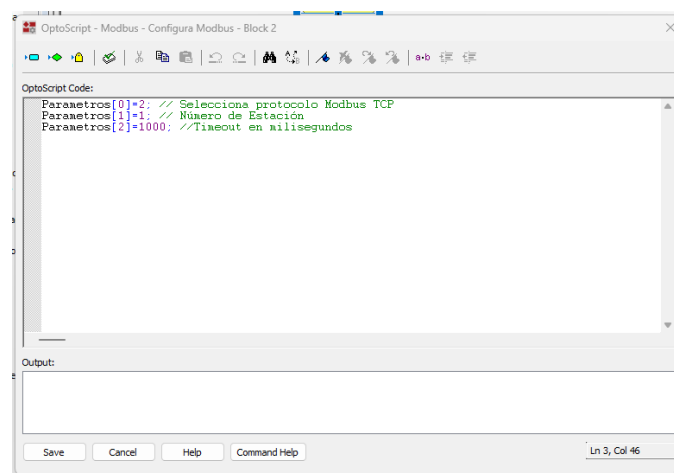 OptoScript - Modbus - Configura Modbus - Block 2
a•b
OptoScript Code:
Parametros[0]=2; // Selecciona protocolo Modbus TCP
Parametros[1]=1; // Número de Estación
Parametros[2]=1000; //Timeout en milisegundos
Output:
Save Cancel Help Command Help Ln 3, Col 46